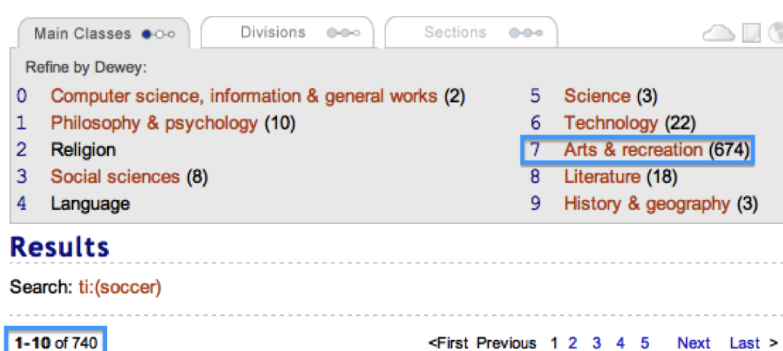 Main Classes Divisions Sections
Refine by Dewey:
0 Computer science, information & general works (2)
1 Philosophy & psychology (10)
2 Religion
3 Social sciences (8)
4 Language
5 Science (3)
6 Technology (22)
7 Arts & recreation (674)
8 Literature (18)
9 History & geography (3)
Results
Search: ti:(soccer)
1-10 of 740 <First Previous 1 2 3 4 5 Next Last >